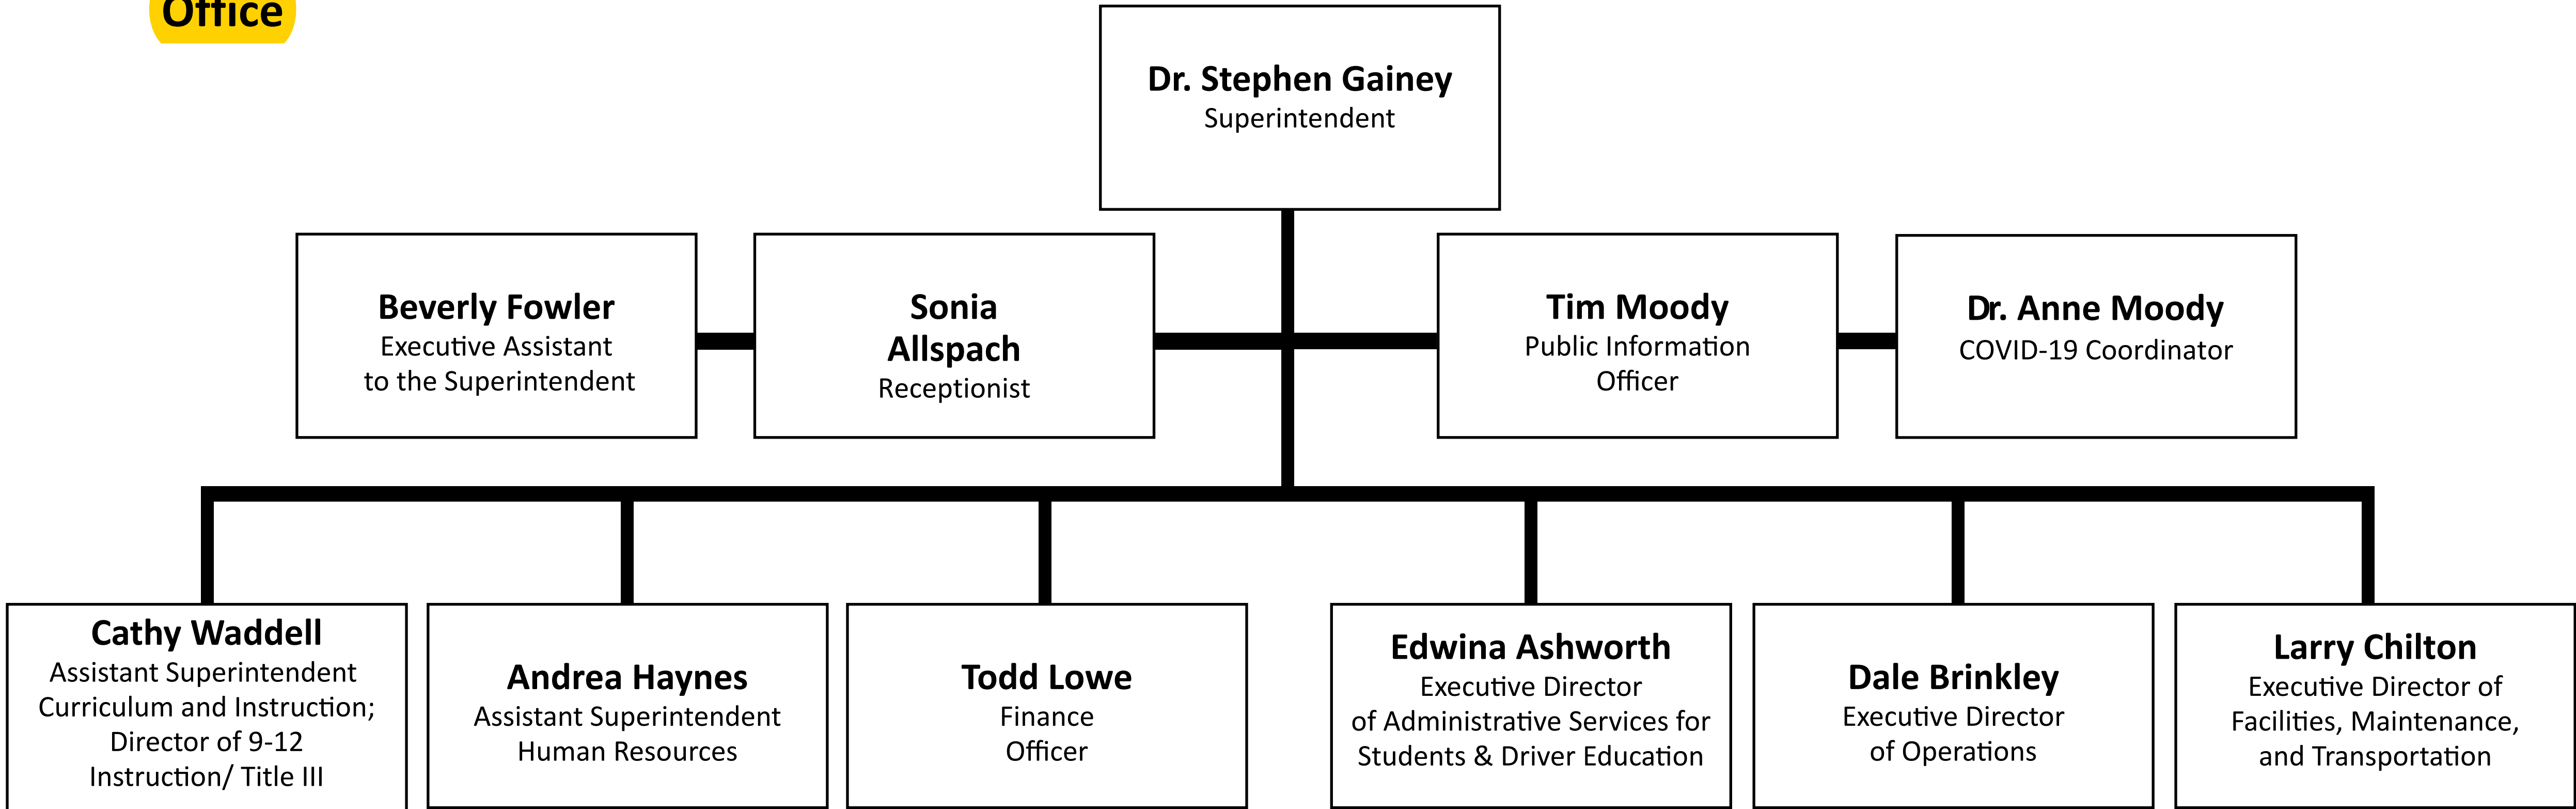 Office
Dr. Stephen Gainey
Superintendent
Beverly Fowler
Executive Assistant
to the Superintendent
Sonia
Allspach
Receptionist
Tim Moody
Public Information
Officer
Dr. Anne Moody
COVID-19 Coordinator
Cathy Waddell
Assistant Superintendent
Curriculum and Instruction;
Director of 9-12
Instruction/ Title III
Andrea Haynes
Assistant Superintendent
Human Resources
Todd Lowe
Finance
Officer
Edwina Ashworth
Executive Director
of Administrative Services for
Students & Driver Education
Dale Brinkley
Executive Director
of Operations
Larry Chilton
Executive Director of
Facilities, Maintenance,
and Transportation